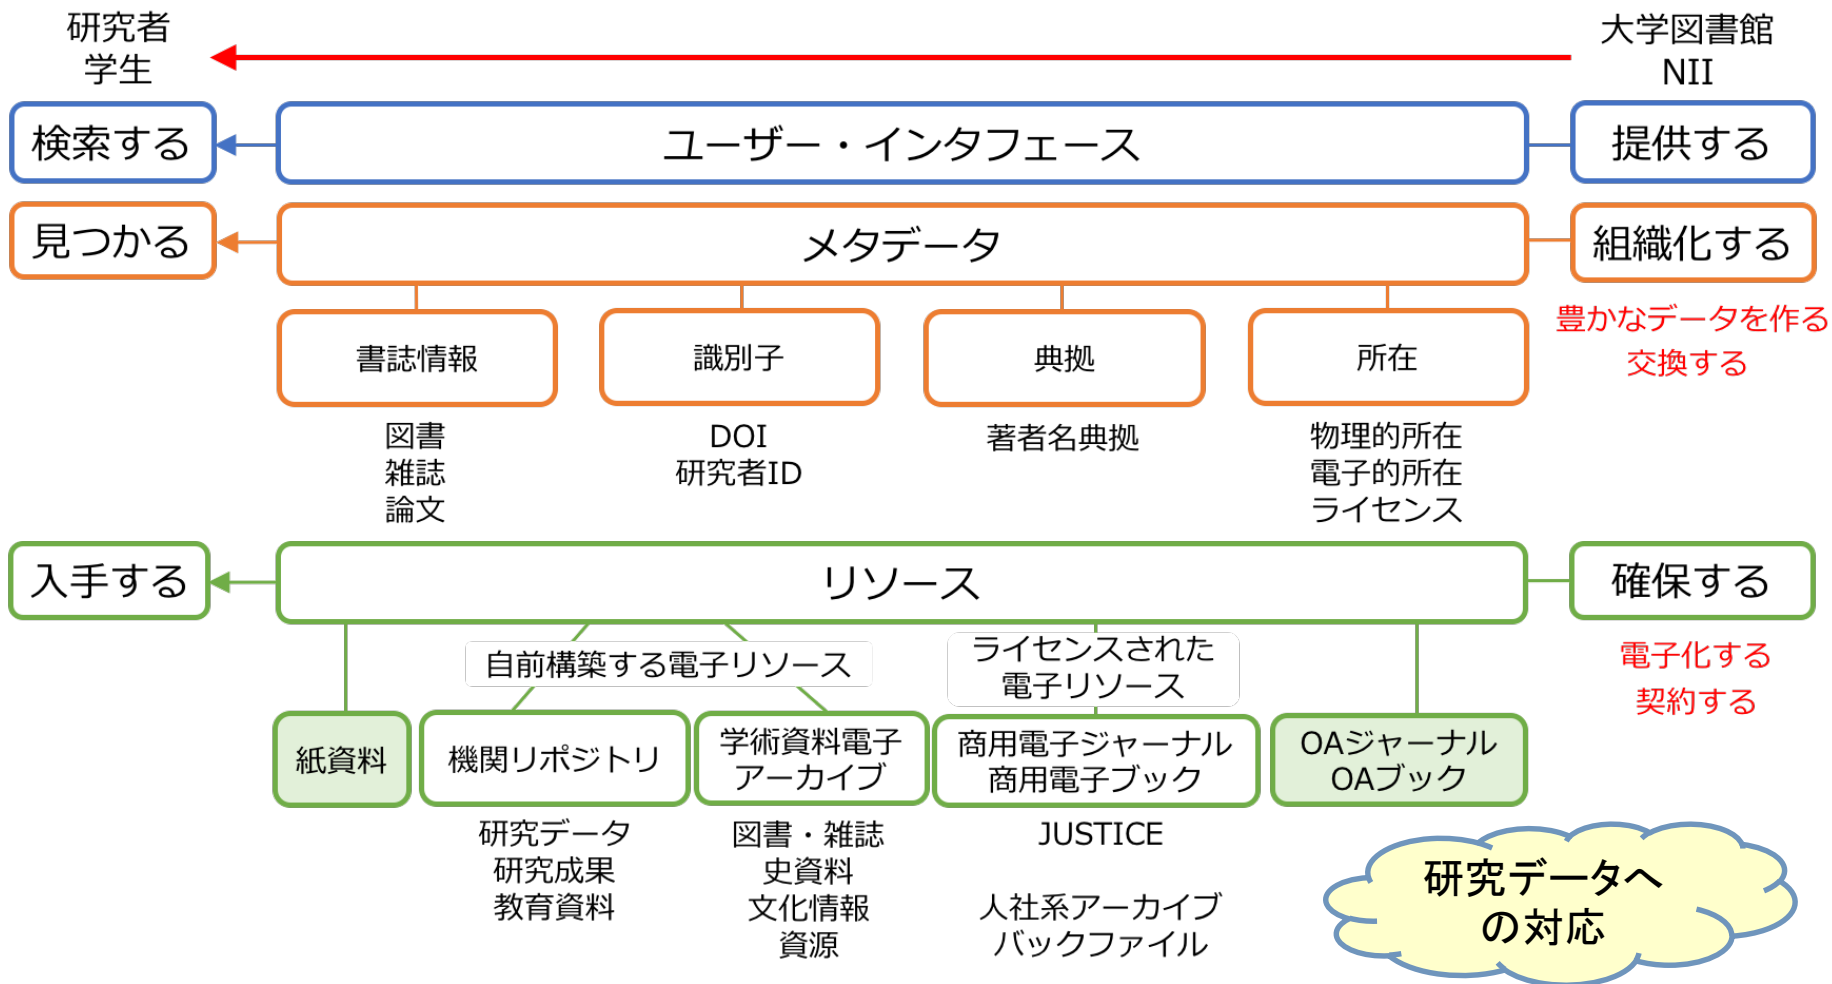 研究者
学生
大学図書館
NII
検索する
ユーザー・インタフェース
提供する
見つかる
メタデータ
組織化する
豊かなデータを作る
交換する
書誌情報
識別子
典拠
所在
図書
雑誌
論文
DOI
研究者ID
著者名典拠
物理的所在
電子的所在
ライセンス
入手する
リソース
確保する
電子化する
契約する
自前構築する電子リソース
ライセンスされた
電子リソース
紙資料
機関リポジトリ
学術資料電子
アーカイブ
商用電子ジャーナル
商用電子ブック
OAジャーナル
OAブック
研究データ
研究成果
教育資料
図書・雑誌
史資料
文化情報
資源
JUSTICE
人社系アーカイブ
バックファイル
研究データへ
の対応